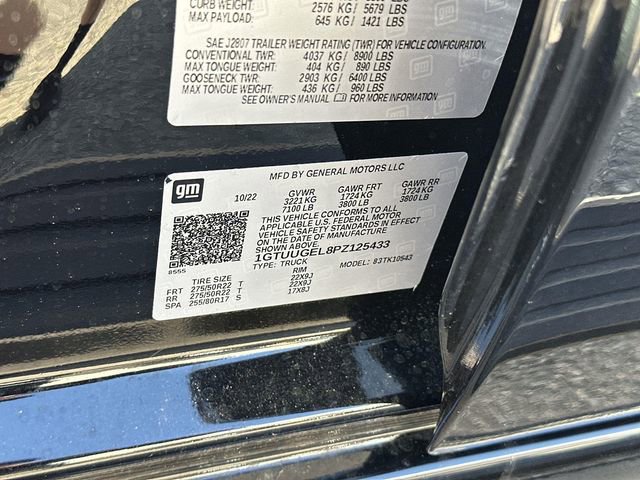 CURB WEIGHT: 2576 KG/ 5679 LBS
MAX PAYLOAD: 645 KG/ 1421 LBS
SAE J2807 TRAILER WEIGHT RATING (TWR) FOR VEHICLE CONFIGURATION.
CONVENTIONAL TWR: 4037 KG/ 8900 LBS
MAX TONGUE WEIGHT: 404 KG/ 890 LBS
GOOSENECK TWR: 2903 KG/ 6400 LBS
MAX TONGUE WEIGHT: 436 KG/ 960 LBS
SEE OWNER'S MANUAL FOR MORE INFORMATION
gm
MFD BY GENERAL MOTORS LLC
gm
10/22 GVWR GAWR FRT GAWR RR
3221 KG 1724 KG 1724 KG
7100 LB 3800 LB 3800 LB
THIS VEHICLE CONFORMS TO ALL
APPLICABLE U.S. FEDERAL MOTOR
VEHICLE SAFETY STANDARDS IN EFFECT
ON THE DATE OF MANUFACTURE
SHOWN ABOVE.
1GTUUGEL8PZ125433
TYPE: TRUCK MODEL: 83TK10543
8555
TIRE SIZE RIM
FRT 275/50R22 T 22X9J
RR 275/50R22 T 22X9J
SPA 255/80R17 S 17X8J